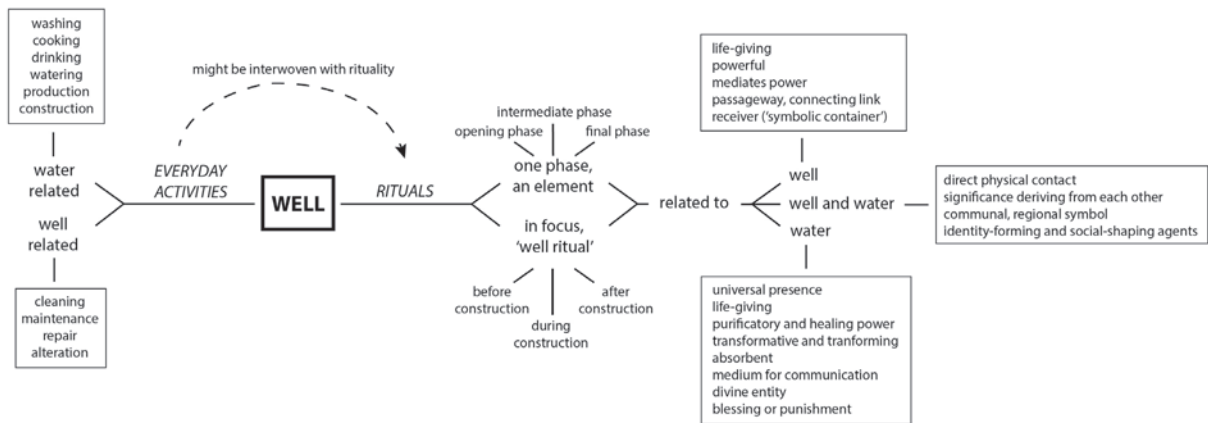 washing
cooking
drinking
watering
production
construction
might be interwoven with rituality
water
related
well
related
cleaning
maintenance
repair
alteration
EVERYDAY
ACTIVITIES
WELL
RITUALS
intermediate phase
opening phase
final phase
one phase,
an element
in focus,
‘well ritual’
before
construction
during
construction
after
construction
related to
life-giving
powerful
mediates power
passageway, connecting link
receiver (‘symbolic container’)
well
well and water
water
direct physical contact
significance deriving from each other
communal, regional symbol
identity-forming and social-shaping agents
universal presence
life-giving
purificatory and healing power
transformative and tranforming
absorbent
medium for communication
divine entity
blessing or punishment